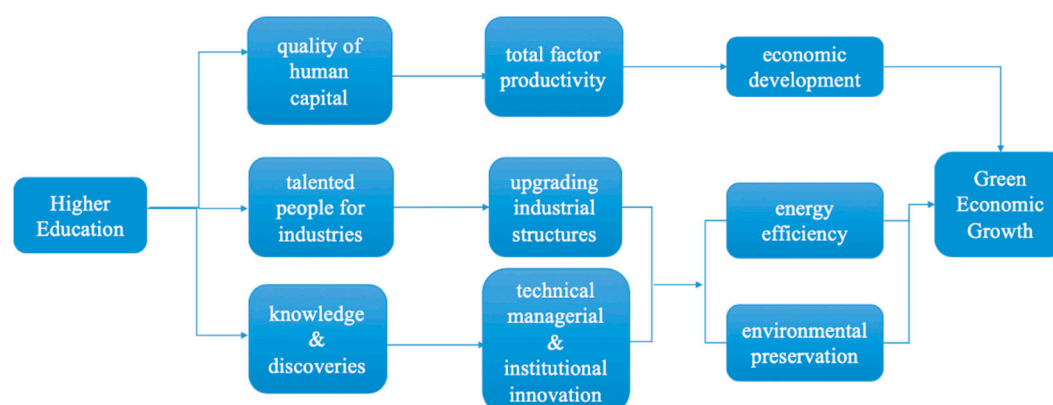 quality of
human
capital
total factor
productivity
economic
development
Higher
Education
talented
people for
industries
upgrading
industrial
structures
energy
efficiency
Green
Economic
Growth
knowledge
&
discoveries
technical
managerial
&
institutional
innovation
environmental
preservation